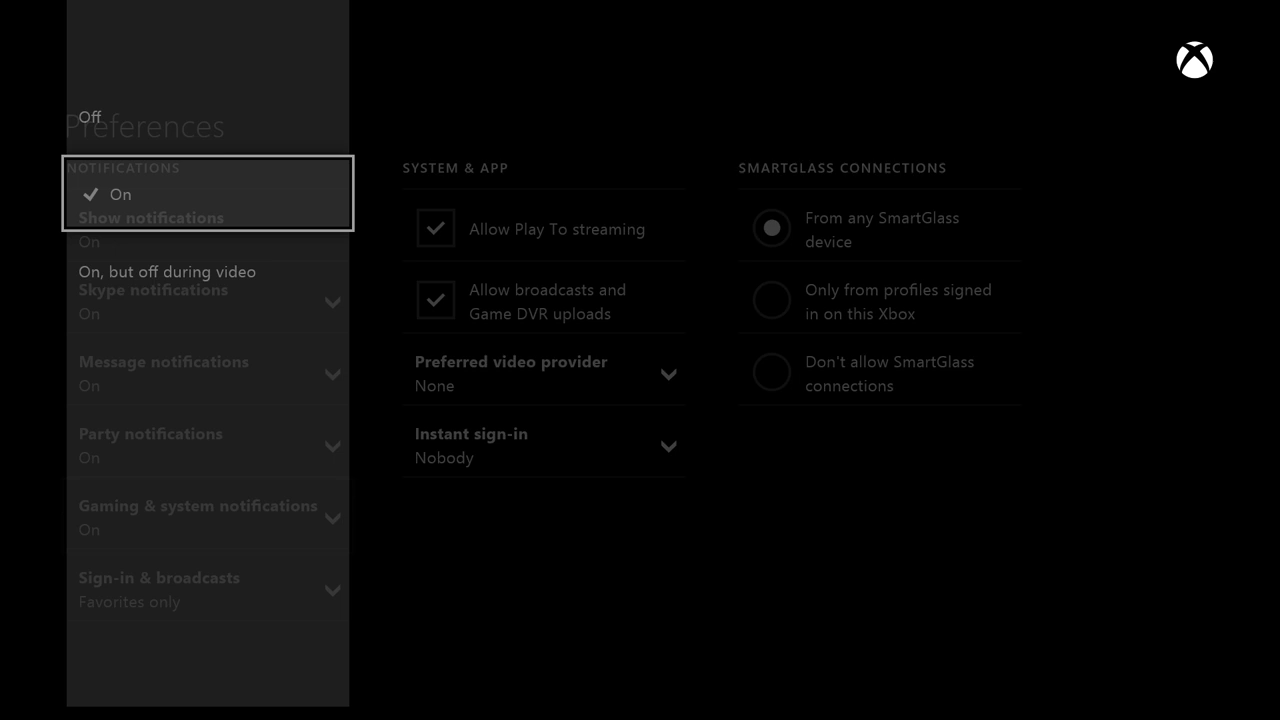 Off
Preferences
NOTIFICATIONS
On
Show notifications
On
On, but off during video
Skype notifications
On
Message notifications
On
Party notifications
On
Gaming & system notifications
On
Sign-in & broadcasts
Favorites only
SYSTEM & APP
Allow Play To streaming
Allow broadcasts and
Game DVR uploads
Preferred video provider
None
Instant sign-in
Nobody
SMARTGLASS CONNECTIONS
From any SmartGlass
device
Only from profiles signed
in on this Xbox
Don't allow SmartGlass
connections